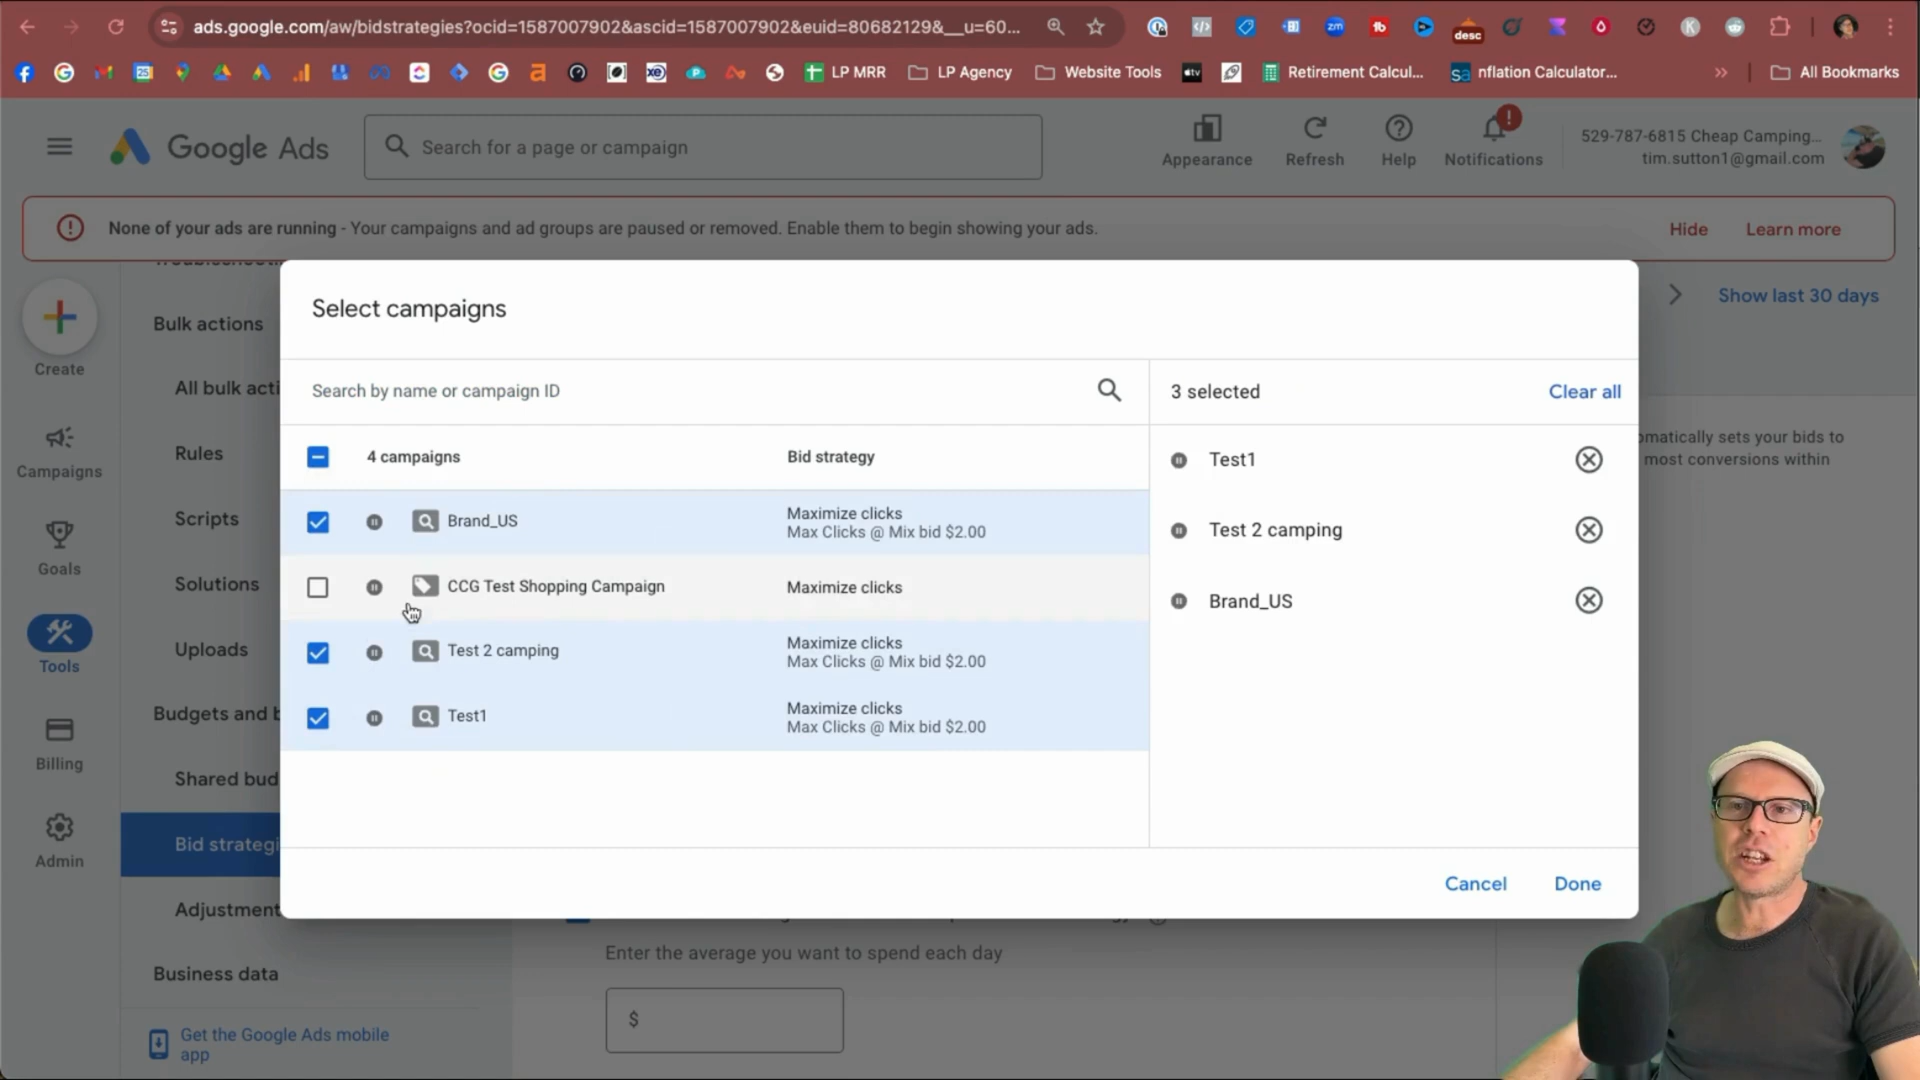 ads.google.com/aw/bidstrategies?ocid=1587007902&ascid=1587007902&euid=80682129&__u=60...
LP MRR
LP Agency
Website Tools
Retirement Calcul...
nflation Calculator...
All Bookmarks
Google Ads
Search for a page or campaign
Appearance
Refresh
Help
Notifications
529-787-6815 Cheap Camping...
tim.sutton1@gmail.com
None of your ads are running - Your campaigns and ad groups are paused or removed. Enable them to begin showing your ads.
Hide
Learn more
Show last 30 days
Create
Campaigns
Goals
Tools
Billing
Admin
Bulk actions
All bulk acti
Rules
Scripts
Solutions
Uploads
Budgets and b
Shared bud
Bid strategi
Adjustment
Business data
Get the Google Ads mobile
app
Select campaigns
Search by name or campaign ID
3 selected
Clear all
4 campaigns
Bid strategy
Brand_US
Maximize clicks
Max Clicks @ Mix bid $2.00
CCG Test Shopping Campaign
Maximize clicks
Test 2 camping
Maximize clicks
Max Clicks @ Mix bid $2.00
Test1
Maximize clicks
Max Clicks @ Mix bid $2.00
Test1
Test 2 camping
Brand_US
Cancel
Done
omatically sets your bids to
most conversions within
Enter the average you want to spend each day
$